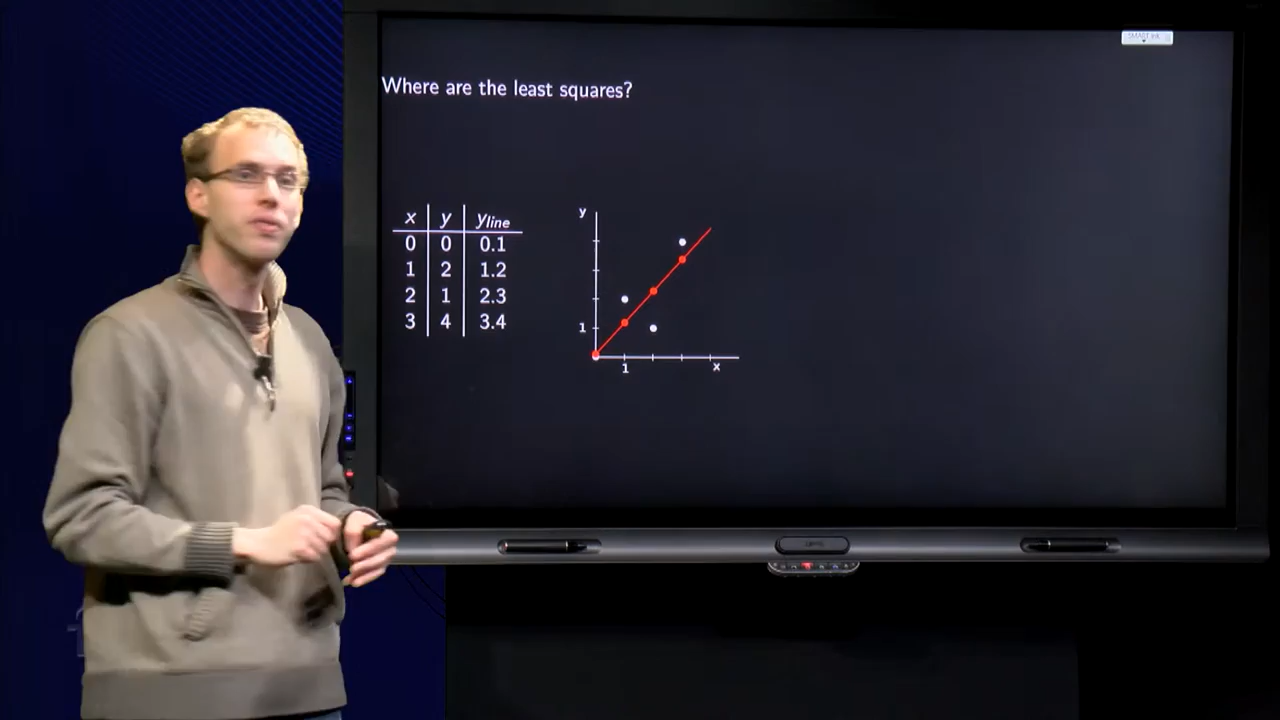 Where are the least squares?
x y yline
0 0 0.1
1 2 1.2
2 1 2.3
3 4 3.4
y
1
1 x